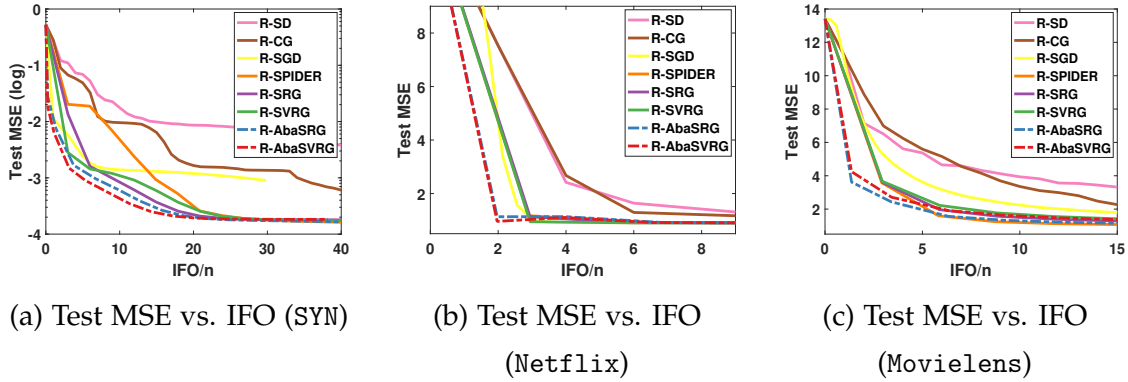 Test MSE (log)
0
-1
-2
-3
-4
0 10 20 30 40
IFO/n
R-SD
R-CG
R-SGD
R-SPIDER
R-SRG
R-SVRG
R-AbaSRG
R-AbaSVRG
(a) Test MSE vs. IFO (SYN)
Test MSE
8
6
4
2
0 2 4 6 8
IFO/n
R-SD
R-CG
R-SGD
R-SPIDER
R-SRG
R-SVRG
R-AbaSRG
R-AbaSVRG
(b) Test MSE vs. IFO
(Netflix)
Test MSE
14
12
10
8
6
4
2
0 5 10 15
IFO/n
R-SD
R-CG
R-SGD
R-SPIDER
R-SRG
R-SVRG
R-AbaSRG
R-AbaSVRG
(c) Test MSE vs. IFO
(Movielens)